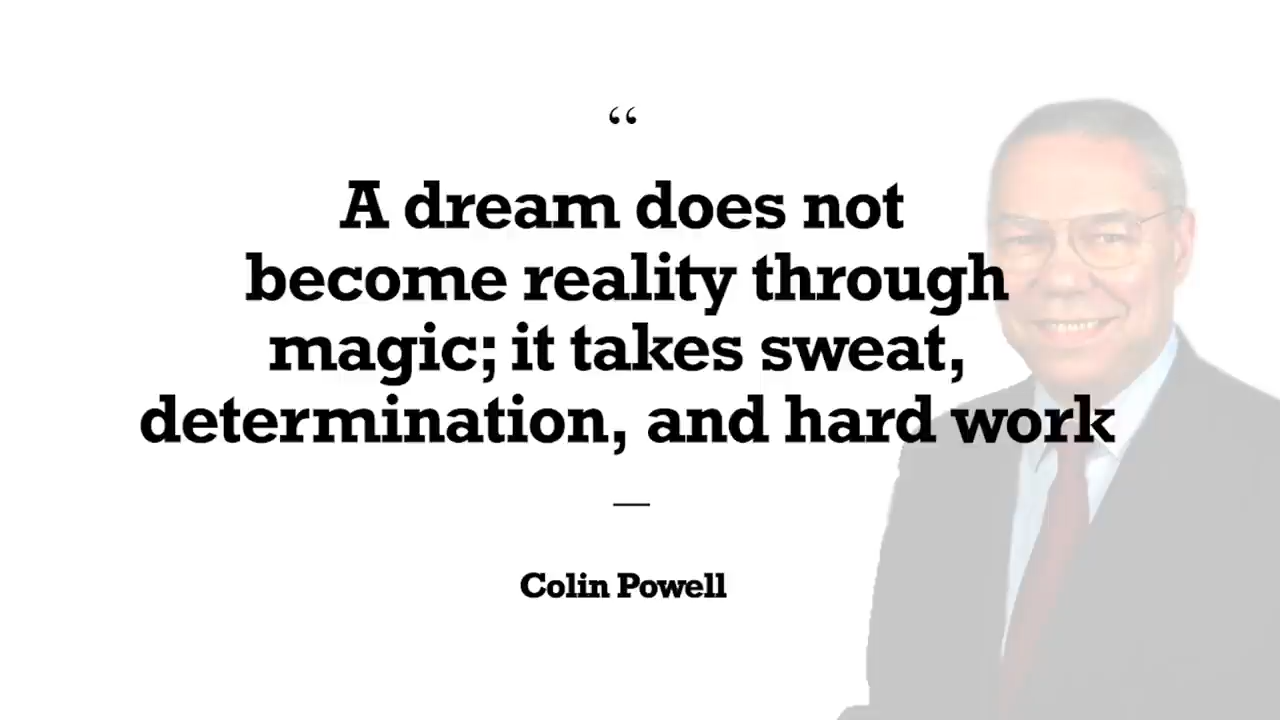 “
A dream does not
become reality through
magic; it takes sweat,
determination, and hard work
—
Colin Powell